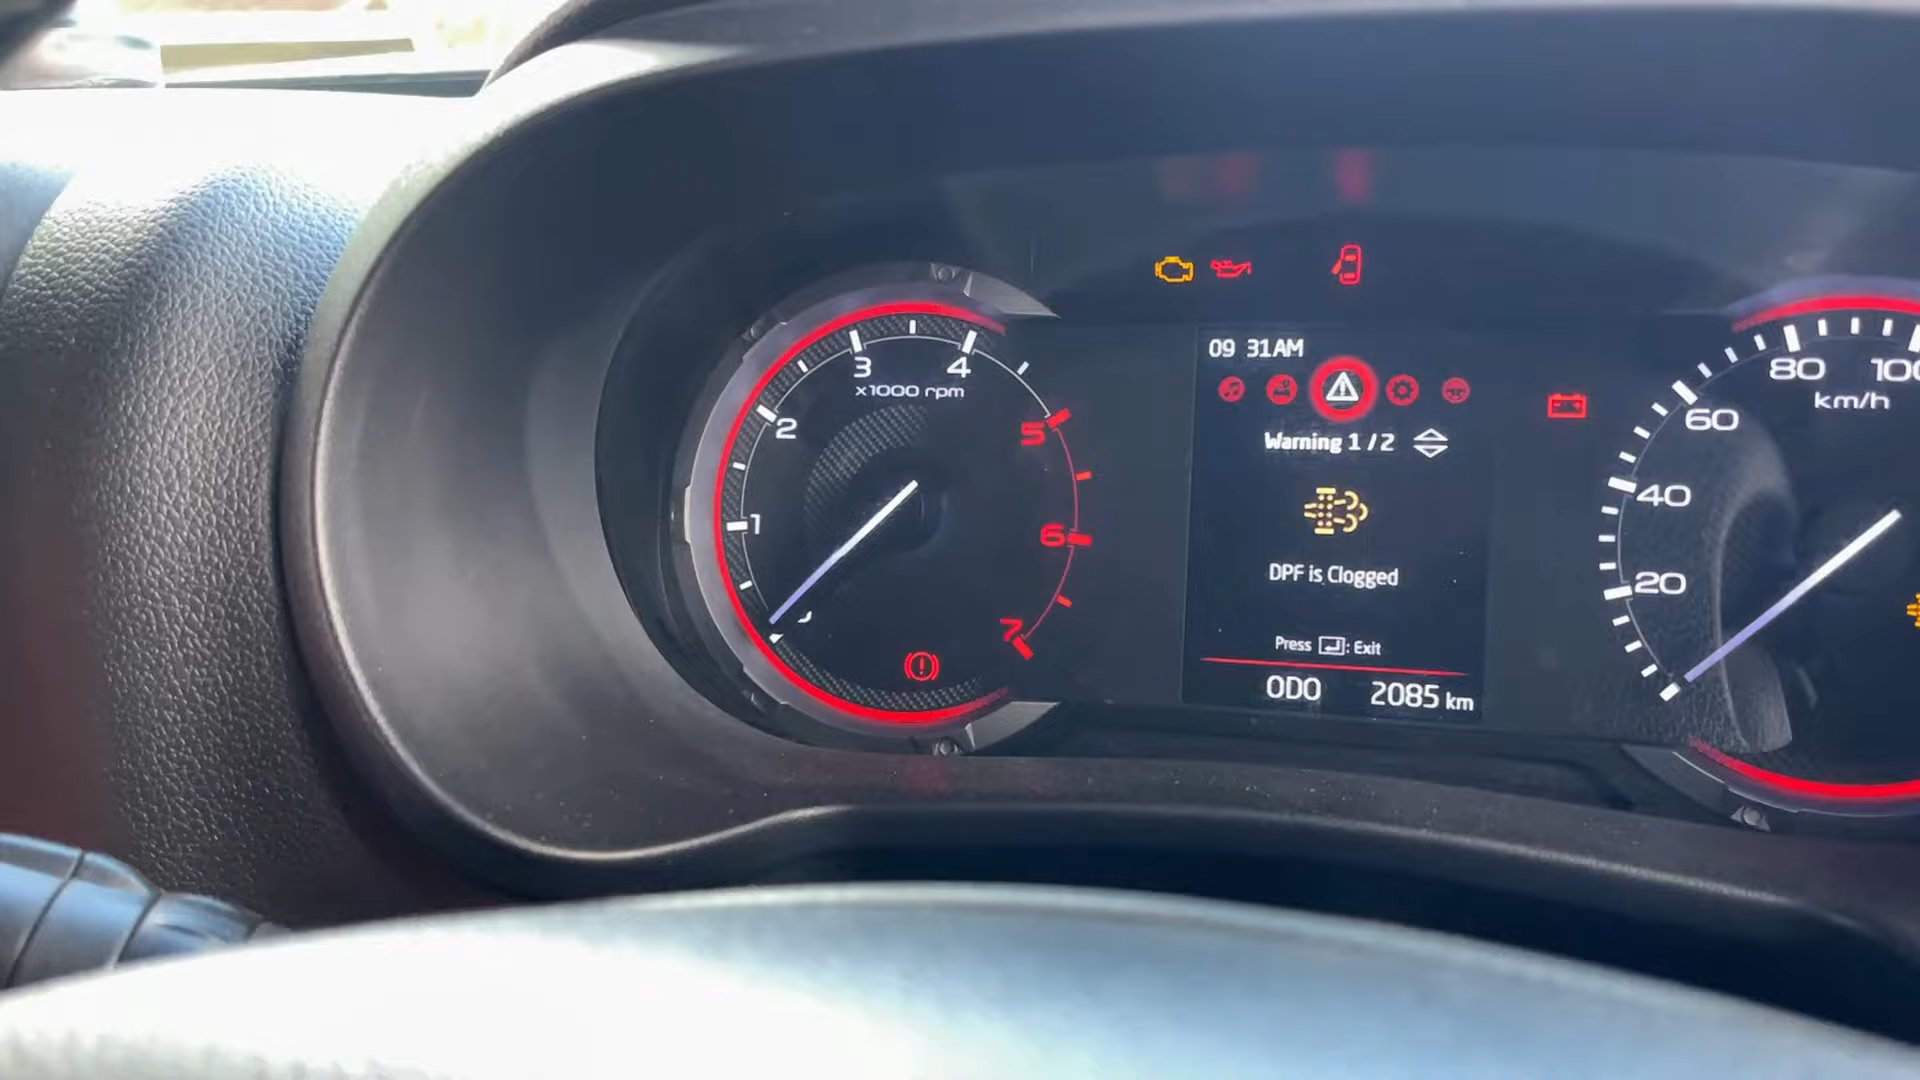 09 31AM
Warning 1 / 2
DPF is Clogged
Press : Exit
ODO 2085 km
1
2
3
4
5
6
7
x1000 rpm
20
40
60
80
100
km/h